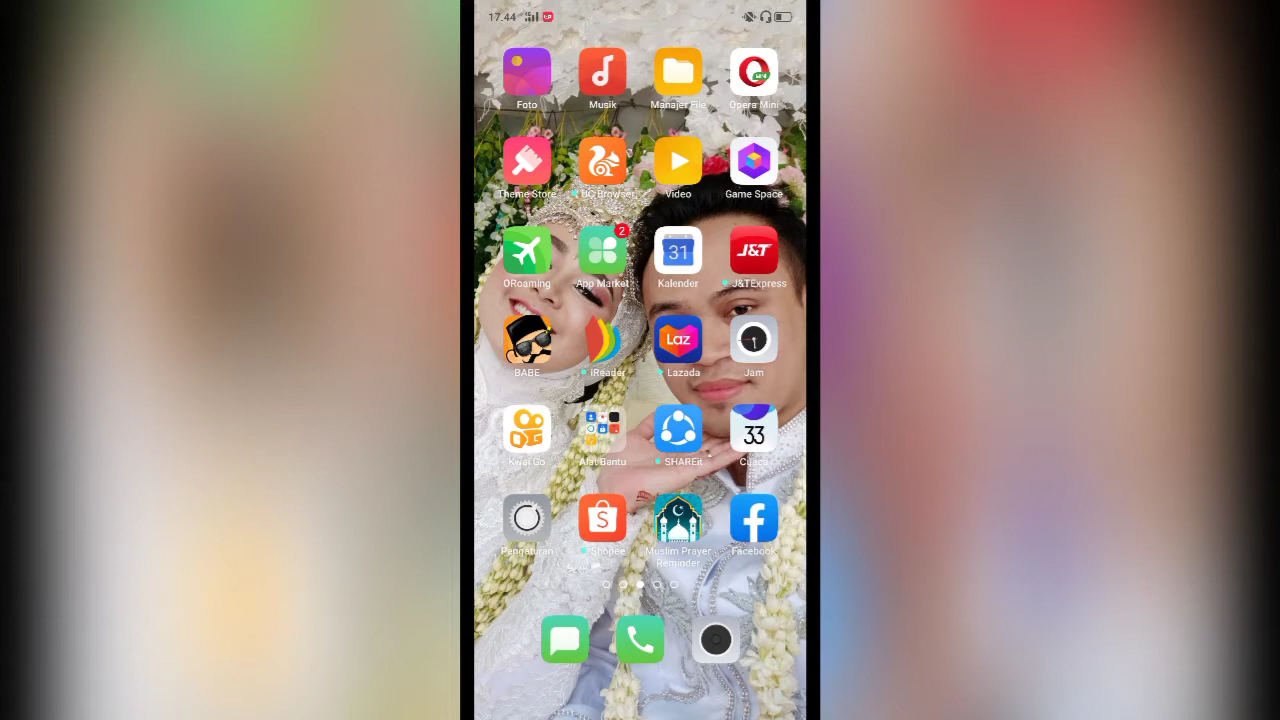 17.44
Foto Musik Manajer File Opera Mini
Theme Store UC Browser Video Game Space
2
31
J&T
ORoaming App Market Kalender J&TExpress
Laz
BABE iReader Lazada Jam
33
Kwai Go Alat Bantu SHAREit Cuaca
S
f
Pengaturan Shopee Muslim Prayer Facebook
Reminder